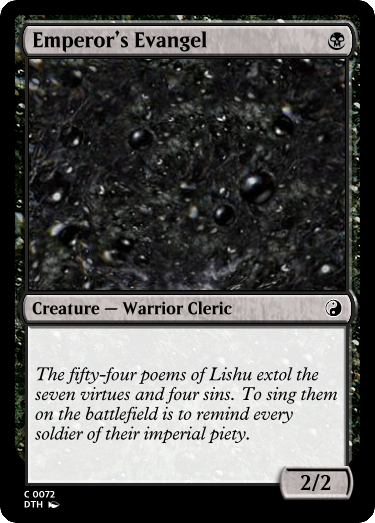 Emperor's Evangel
Creature — Warrior Cleric
The fifty-four poems of Lishu extol the
seven virtues and four sins. To sing them
on the battlefield is to remind every
soldier of their imperial piety.
2/2
C 0072
DTH